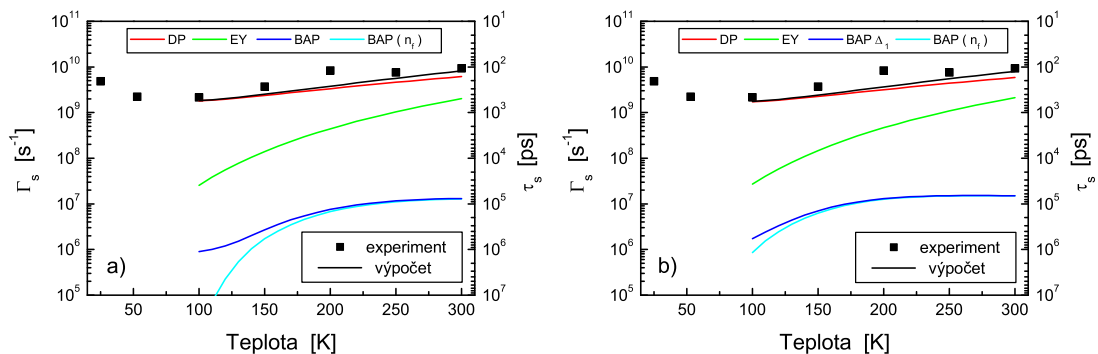 DP EY BAP BAP ( n_f )
10^11
10^10
10^9
10^8
10^7
10^6
10^5
Γ_s [s^-1]
10^1
10^2
10^3
10^4
10^5
10^6
10^7
τ_s [ps]
a)
experiment
výpočet
50 100 150 200 250 300
Teplota [K]
DP EY BAP Δ_1 BAP ( n_f )
10^11
10^10
10^9
10^8
10^7
10^6
10^5
Γ_s [s^-1]
10^1
10^2
10^3
10^4
10^5
10^6
10^7
τ_s [ps]
b)
experiment
výpočet
50 100 150 200 250 300
Teplota [K]